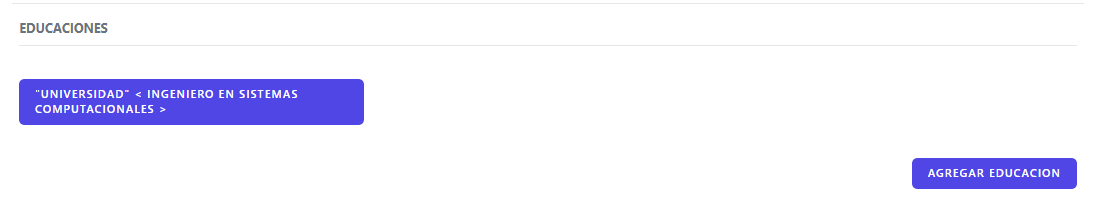 EDUCACIONES
"UNIVERSIDAD" < INGENIERO EN SISTEMAS
COMPUTACIONALES >
AGREGAR EDUCACION